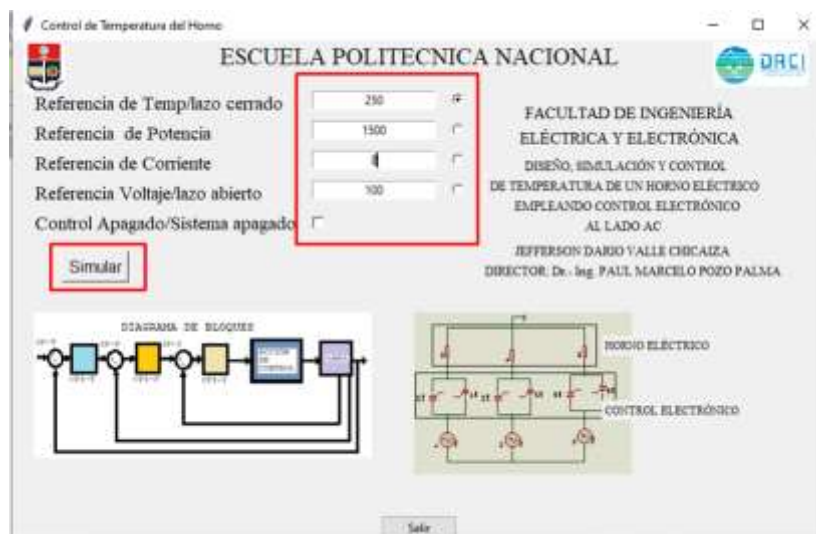 Control de Temperatura del Horno
ESCUELA POLITECNICA NACIONAL
DACI
Referencia de Temp/lazo cerrado
250
Referencia de Potencia
1500
Referencia de Corriente
Referencia Voltaje/lazo abierto
100
Control Apagado/Sistema apagado
Simular
FACULTAD DE INGENIERÍA
ELÉCTRICA Y ELECTRÓNICA
DISEÑO, SIMULACIÓN Y CONTROL
DE TEMPERATURA DE UN HORNO ELÉCTRICO
EMPLEANDO CONTROL ELECTRÓNICO
AL LADO AC
JEFFERSON DARIO VALLE CHICAIZA
DIRECTOR: Dr.- Ing. PAUL MARCELO POZO PALMA
DIAGRAMA DE BLOQUES
HORNO ELÉCTRICO
CONTROL ELECTRÓNICO
Salir